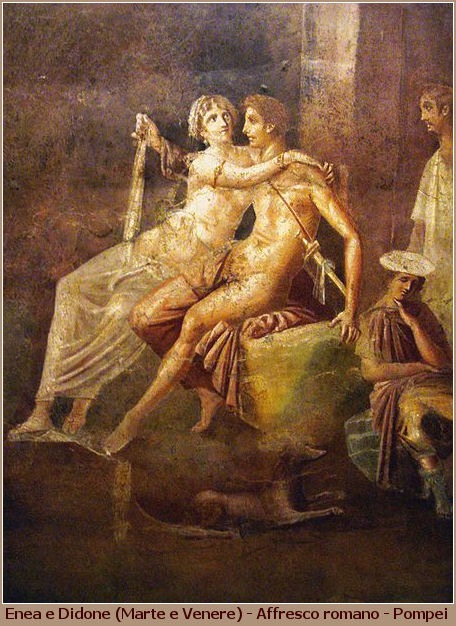 Enea e Didone (Marte e Venere) - Affresco romano - Pompei